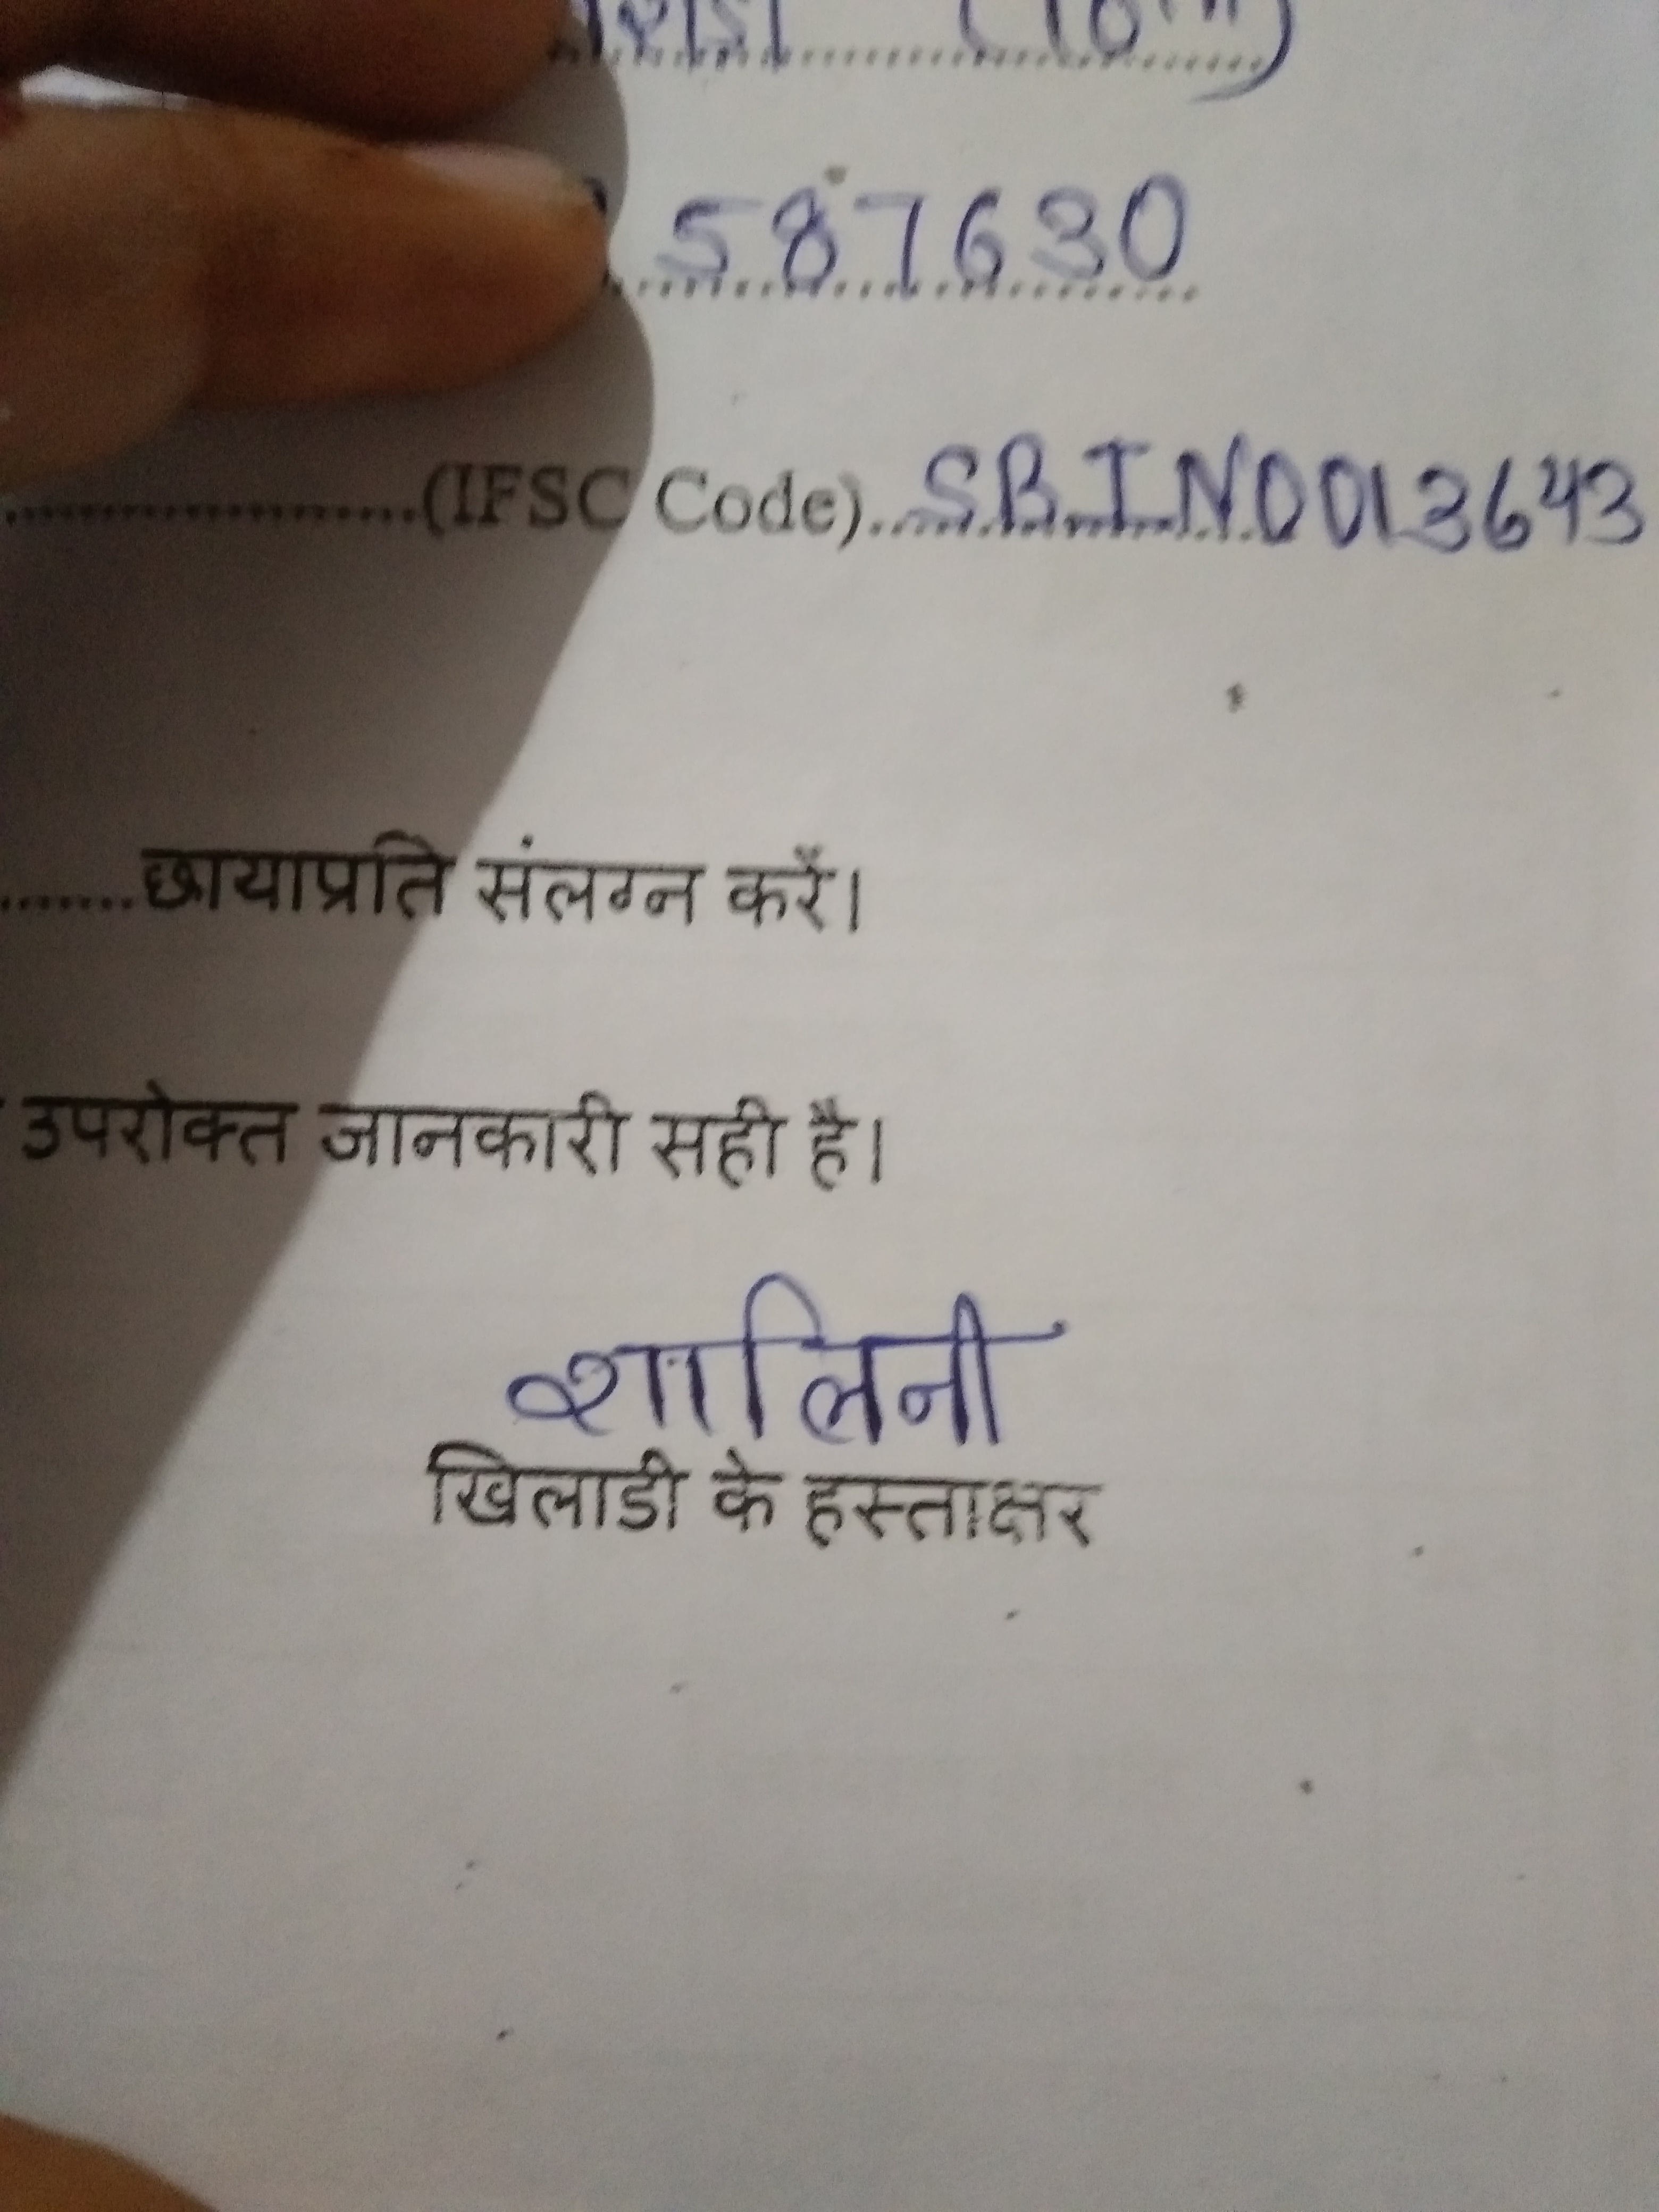 587630
(IFSC Code) SBIN0013643
छायाप्रति संलग्न करें।
उपरोक्त जानकारी सही है।
शालिनी
खिलाडी के हस्ताक्षर